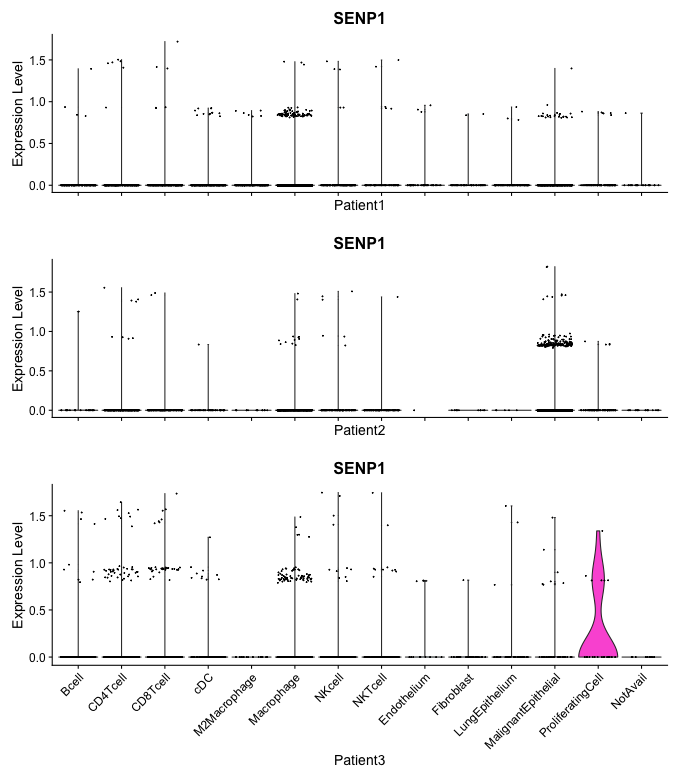 SENP1
Expression Level
1.5
1.0
0.5
0.0
Patient1
SENP1
Expression Level
1.5
1.0
0.5
0.0
Patient2
SENP1
Expression Level
1.5
1.0
0.5
0.0
Bcell
CD4Tcell
CD8Tcell
cDC
M2Macrophage
Macrophage
NKcell
NKTcell
Endothelium
Fibroblast
LungEpithelium
MalignantEpithelial
ProliferatingCell
NotAvail
Patient3